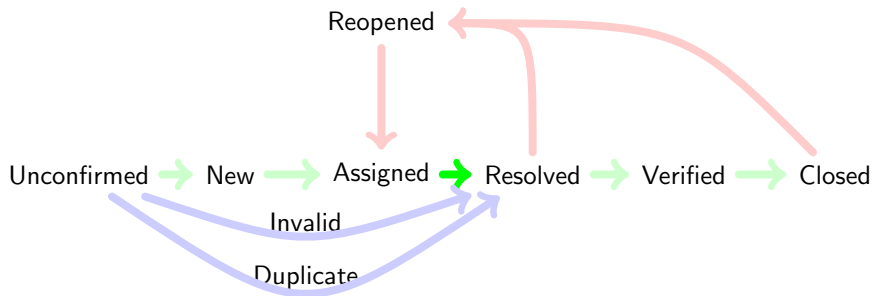 Reopened
Unconfirmed New Assigned Resolved Verified Closed
Invalid
Duplicate